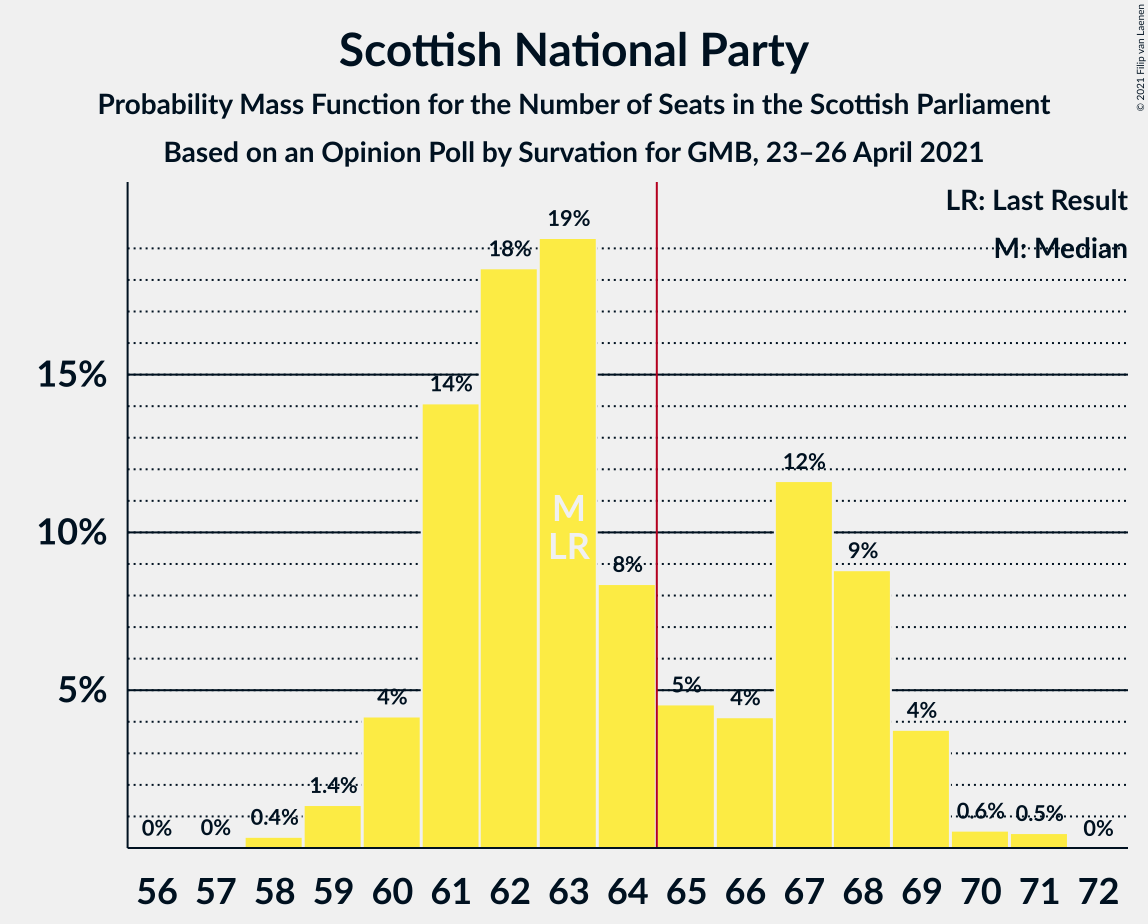 Scottish National Party
Probability Mass Function for the Number of Seats in the Scottish Parliament
Based on an Opinion Poll by Survation for GMB, 23–26 April 2021
© 2021 Filip van Laenen
LR: Last Result
M: Median
15%
10%
5%
0%
0%
0.4%
1.4%
4%
14%
18%
19%
8%
5%
4%
12%
9%
4%
0.6%
0.5%
0%
M
LR
56 57 58 59 60 61 62 63 64 65 66 67 68 69 70 71 72